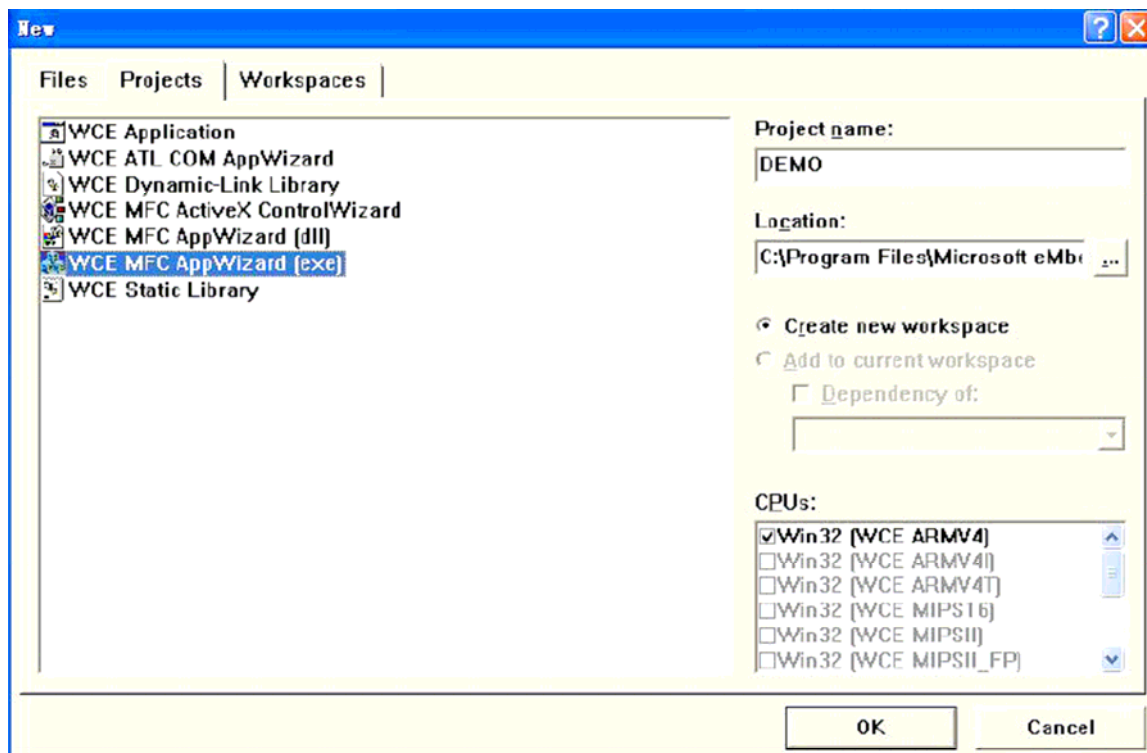 New
Files Projects Workspaces
WCE Application
WCE ATL COM AppWizard
WCE Dynamic-Link Library
WCE MFC ActiveX ControlWizard
WCE MFC AppWizard (dll)
WCE MFC AppWizard (exe)
WCE Static Library
Project name:
DEMO
Location:
C:\Program Files\Microsoft eMbe ...
Create new workspace
Add to current workspace
Dependency of:
CPUs:
Win32 (WCE ARMV4)
Win32 (WCE ARMV4I)
Win32 (WCE ARMV4T)
Win32 (WCE MIPS16)
Win32 (WCE MIPSII)
Win32 (WCE MIPSII_FP)
OK Cancel